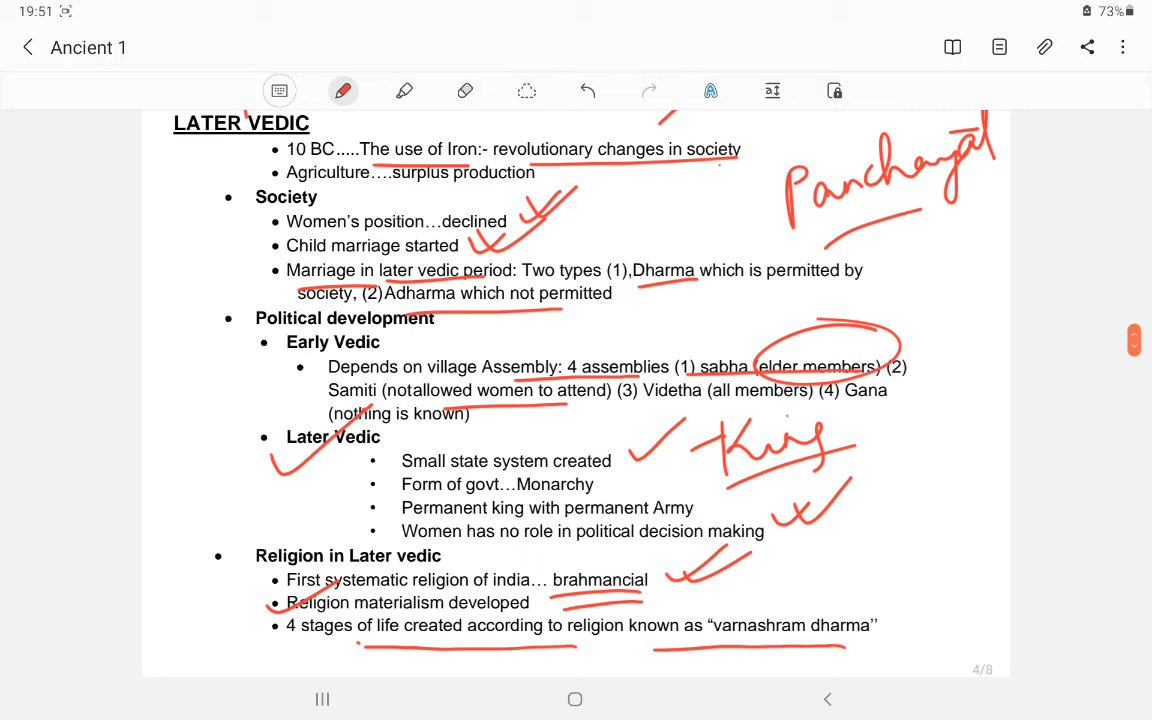 19:51
73%
Ancient 1
LATER VEDIC
• 10 BC.....The use of Iron:- revolutionary changes in society
Panchayat
• Agriculture….surplus production
• Society
• Women's position…declined
• Child marriage started
• Marriage in later vedic period: Two types (1),Dharma which is permitted by
society, (2)Adharma which not permitted
• Political development
• Early Vedic
• Depends on village Assembly: 4 assemblies (1) sabha (elder members) (2)
Samiti (notallowed women to attend) (3) Videtha (all members) (4) Gana
(nothing is known)
• Later Vedic
King
• Small state system created
• Form of govt…Monarchy
• Permanent king with permanent Army
• Women has no role in political decision making
• Religion in Later vedic
• First systematic religion of india… brahmancial
• Religion materialism developed
• 4 stages of life created according to religion known as “varnashram dharma’’
4/8